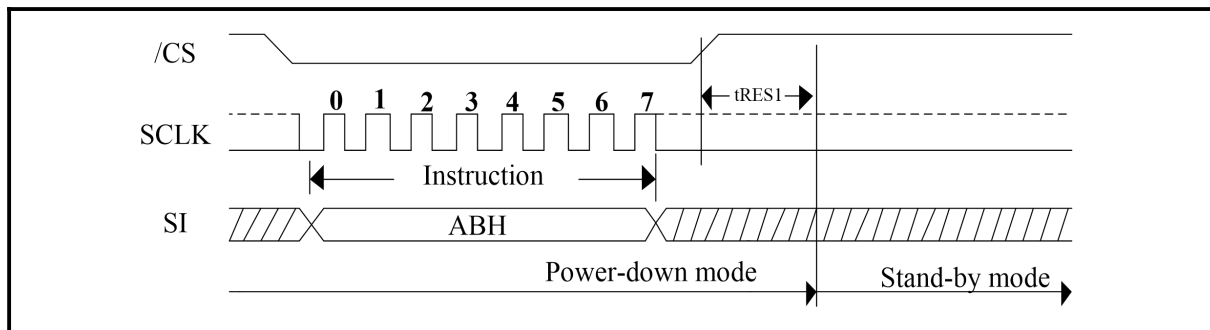 /CS
tRES1
0 1 2 3 4 5 6 7
SCLK
Instruction
SI
ABH
Power-down mode
Stand-by mode